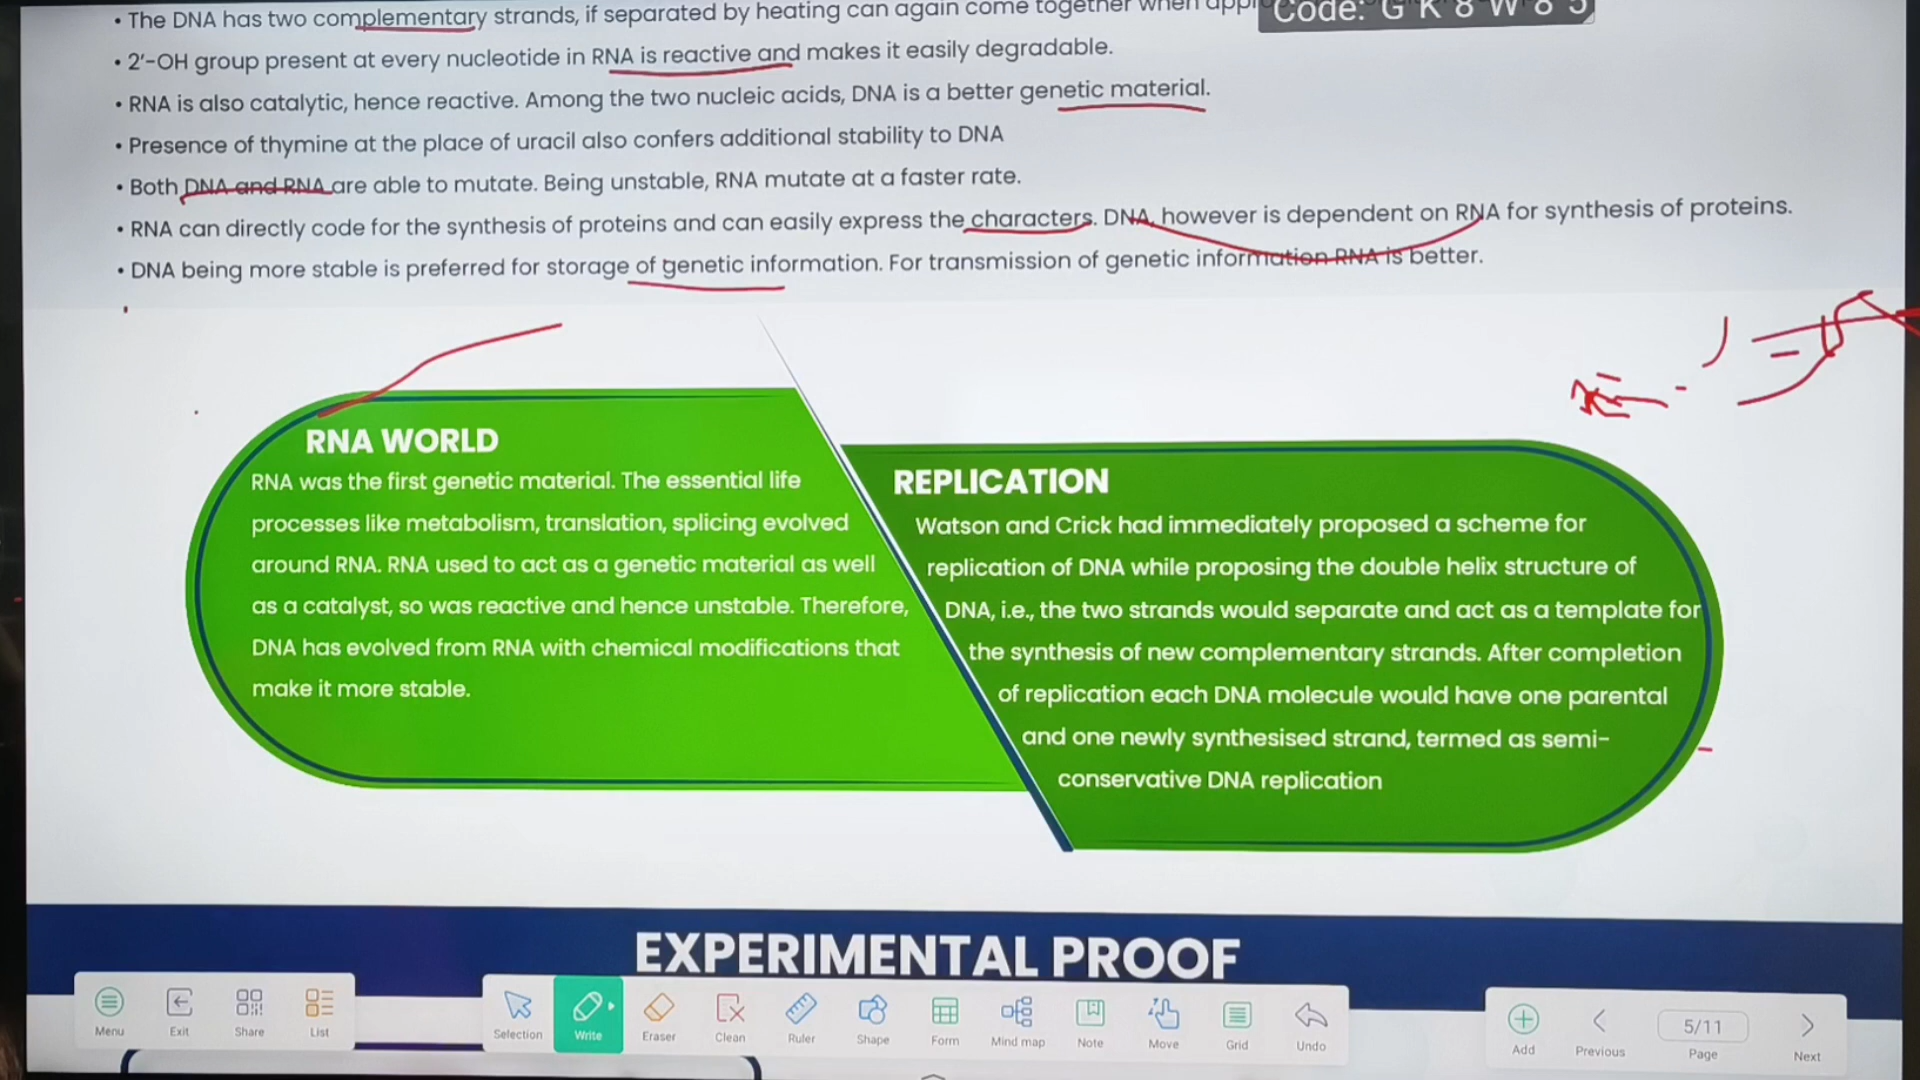 • The DNA has two complementary strands, if separated by heating can again come together when
Code: G K 8 W 8 5
• 2'-OH group present at every nucleotide in RNA is reactive and makes it easily degradable.
• RNA is also catalytic, hence reactive. Among the two nucleic acids, DNA is a better genetic material.
• Presence of thymine at the place of uracil also confers additional stability to DNA
• Both DNA and RNA are able to mutate. Being unstable, RNA mutate at a faster rate.
• RNA can directly code for the synthesis of proteins and can easily express the characters. DNA, however is dependent on RNA for synthesis of proteins.
• DNA being more stable is preferred for storage of genetic information. For transmission of genetic information RNA is better.
RNA WORLD
RNA was the first genetic material. The essential life
processes like metabolism, translation, splicing evolved
around RNA. RNA used to act as a genetic material as well
as a catalyst, so was reactive and hence unstable. Therefore,
DNA has evolved from RNA with chemical modifications that
make it more stable.
REPLICATION
Watson and Crick had immediately proposed a scheme for
replication of DNA while proposing the double helix structure of
DNA, i.e., the two strands would separate and act as a template for
the synthesis of new complementary strands. After completion
of replication each DNA molecule would have one parental
and one newly synthesised strand, termed as semi-
conservative DNA replication
EXPERIMENTAL PROOF
Menu Exit Share List Selection Write Eraser Clean Ruler Shape Form Mind map Note Move Grid Undo Add Previous 5/11 Page Next